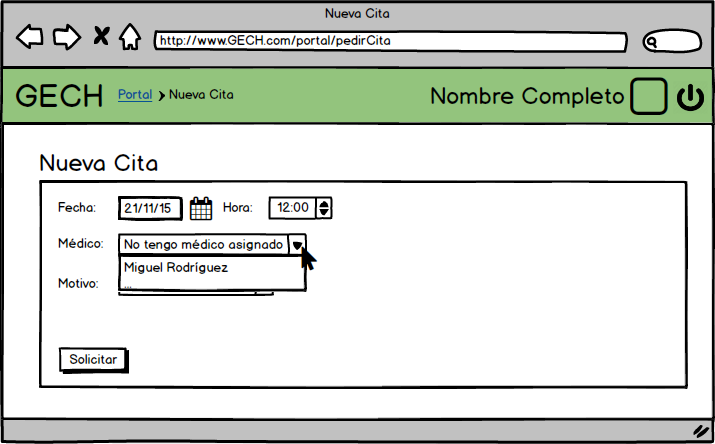 Nueva Cita
http://www.GECH.com/portal/pedirCita
GECH Portal Nueva Cita Nombre Completo
Nueva Cita
Fecha: 21/11/15 Hora: 12:00
Médico: No tengo médico asignado
Miguel Rodríguez
...
Motivo:
Solicitar